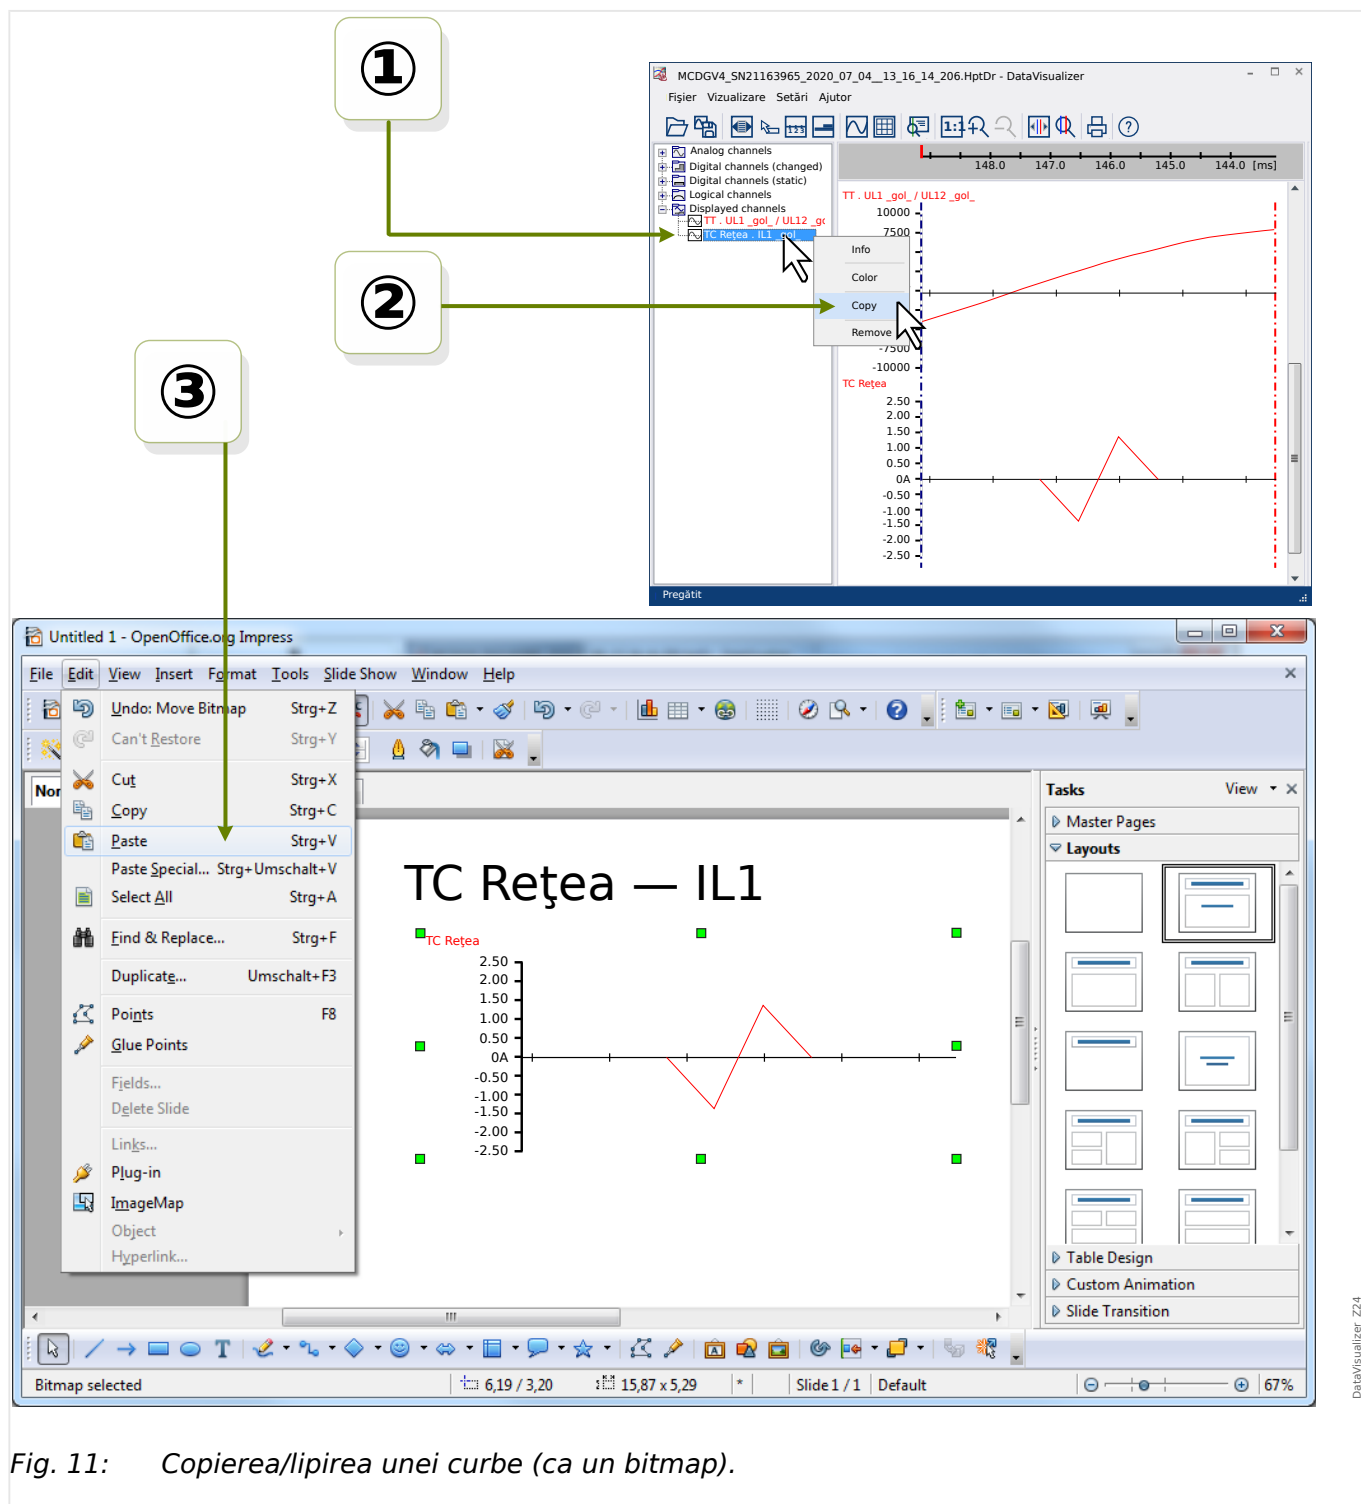 ①
②
③
MCDGV4_SN21163965_2020_07_04__13_16_14_206.HptDr - DataVisualizer
Fişier Vizualizare Setări Ajutor
1:1
Analog channels
Digital channels (changed)
Digital channels (static)
Logical channels
Displayed channels
TT . UL1 _gol_ / UL12 _go
TC Reţea . IL1 _gol_
148.0 147.0 146.0 145.0 144.0 [ms]
TT . UL1 _gol_ / UL12 _gol_
10000
7500
Info
Color
Copy
Remove
-7500
-10000
TC Reţea
2.50
2.00
1.50
1.00
0.50
0A
-0.50
-1.00
-1.50
-2.00
-2.50
Pregătit
Untitled 1 - OpenOffice.org Impress
File Edit View Insert Format Tools Slide Show Window Help
Undo: Move Bitmap Strg+Z
Can't Restore Strg+Y
Cut Strg+X
Copy Strg+C
Paste Strg+V
Paste Special... Strg+Umschalt+V
Select All Strg+A
Find & Replace... Strg+F
Duplicate... Umschalt+F3
Points F8
Glue Points
Fields...
Delete Slide
Links...
Plug-in
ImageMap
Object
Hyperlink...
Nor
TC Reţea — IL1
TC Reţea
2.50
2.00
1.50
1.00
0.50
0A
-0.50
-1.00
-1.50
-2.00
-2.50
Tasks View
Master Pages
Layouts
Table Design
Custom Animation
Slide Transition
Bitmap selected 6,19 / 3,20 15,87 x 5,29 * Slide 1 / 1 Default 67%
DataVisualizer_Z24
Fig. 11: Copierea/lipirea unei curbe (ca un bitmap).